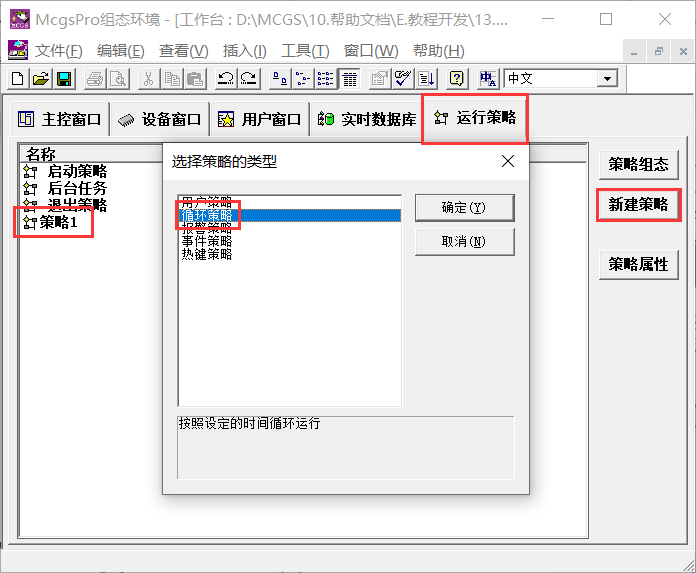 McgsPro组态环境 - [工作台 : D:\MCGS\10.帮助文档\E.教程开发\13....
文件(F) 编辑(E) 查看(V) 插入(I) 工具(T) 窗口(W) 帮助(H)
中文
主控窗口 设备窗口 用户窗口 实时数据库 运行策略
名称
启动策略
后台任务
退出策略
策略1
选择策略的类型
用户策略
循环策略
报警策略
事件策略
热键策略
确定(Y)
取消(N)
按照设定的时间循环运行
策略组态
新建策略
策略属性